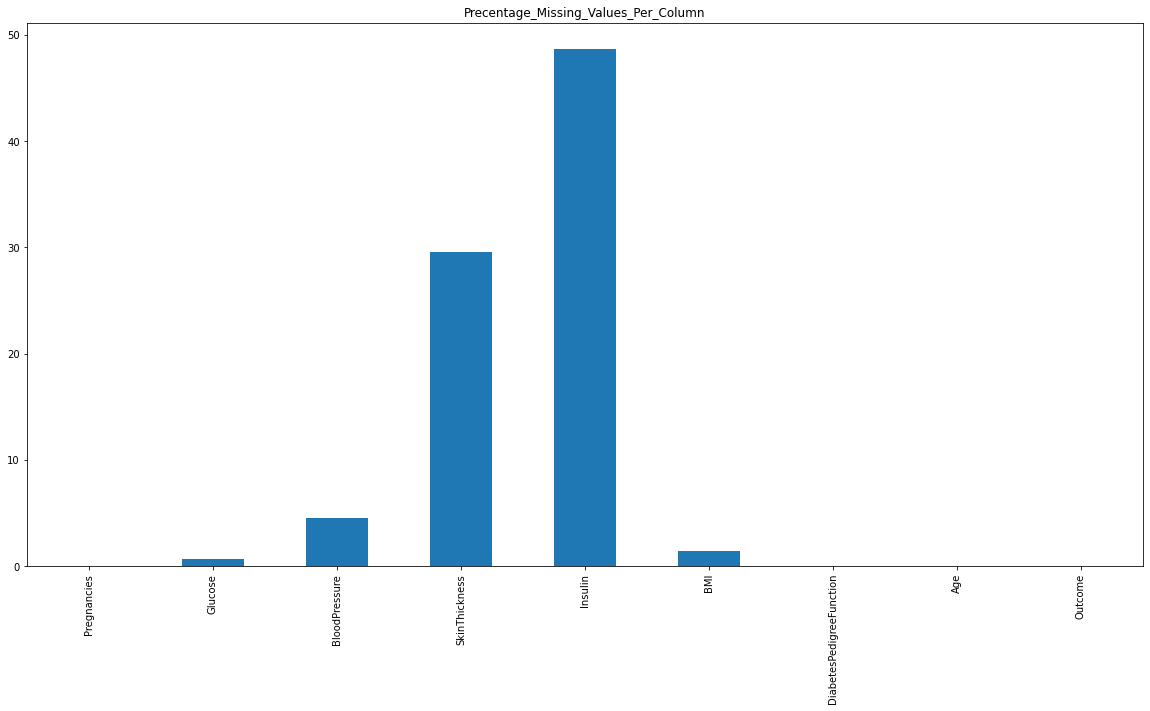 Precentage_Missing_Values_Per_Column
50
40
30
20
10
0
Pregnancies
Glucose
BloodPressure
SkinThickness
Insulin
BMI
DiabetesPedigreeFunction
Age
Outcome